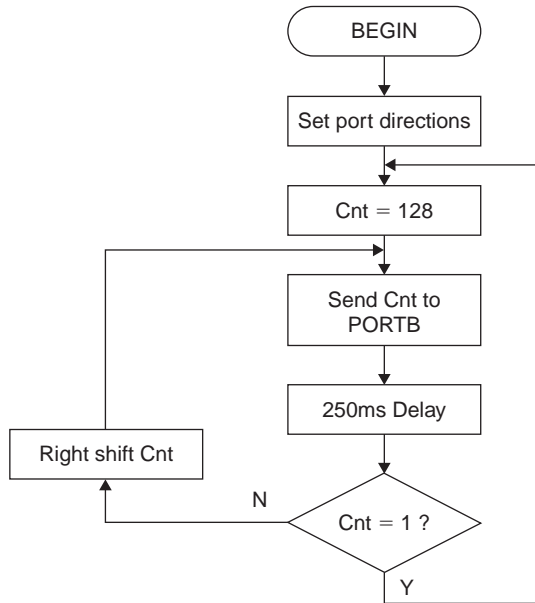 BEGIN
Set port directions
Cnt = 128
Send Cnt to
PORTB
250ms Delay
Right shift Cnt
N
Cnt = 1 ?
Y